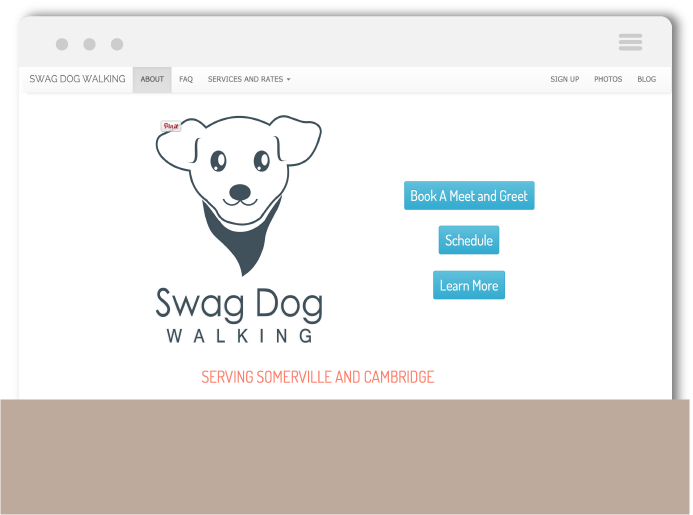 SWAG DOG WALKING ABOUT FAQ SERVICES AND RATES SIGN UP PHOTOS BLOG
Pin it
Book A Meet and Greet
Schedule
Learn More
Swag Dog
WALKING
SERVING SOMERVILLE AND CAMBRIDGE